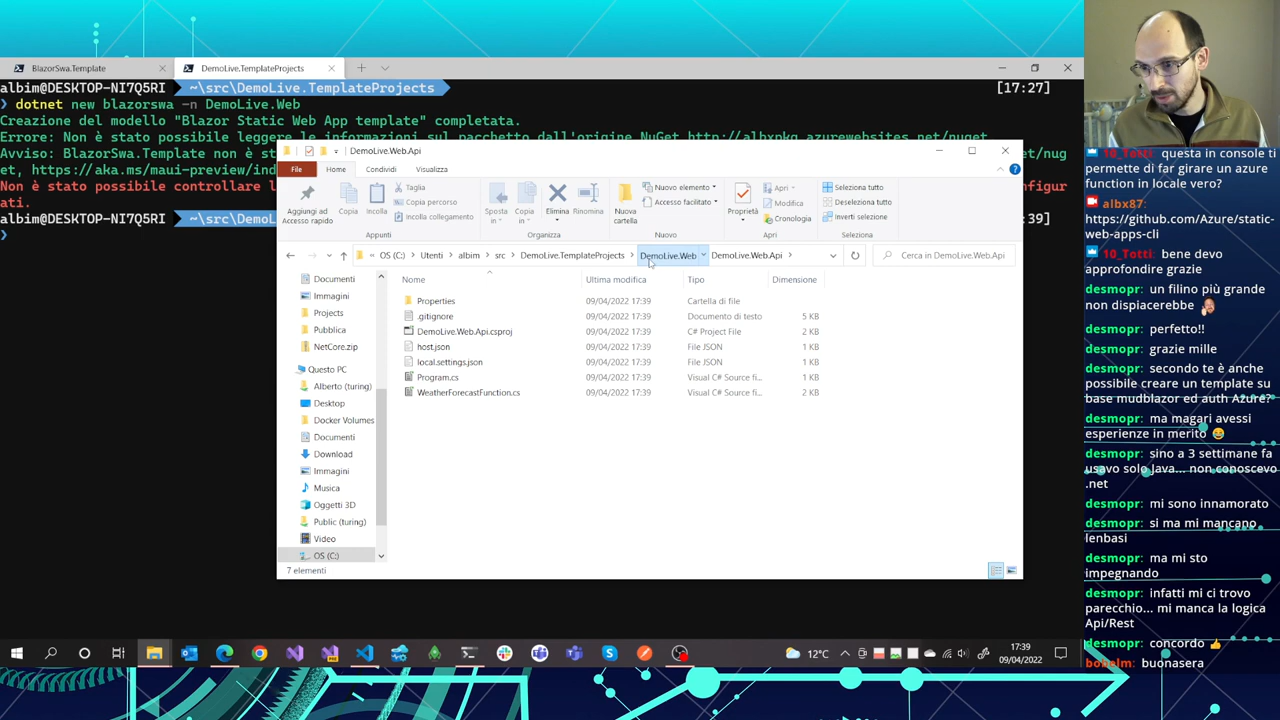 BlazorSwa.Template
DemoLive.TemplateProjects
albim@DESKTOP-NI7Q5RI ~\src\DemoLive.TemplateProjects [17:27]
❯ dotnet new blazorswa -n DemoLive.Web
Creazione del modello "Blazor Static Web App template" completata.
Errore: Non è stato possibile leggere le informazioni sul pacchetto dall'origine NuGet http://albxpkg.azurewebsites.net/nuget
Avviso: BlazorSwa.Template non è st
et/nug
et, https://aka.ms/maui-preview/ind
Non è stato possibile controllare l
onfigur
ati.
albim@DESKTOP-NI7Q5RI ~\src\DemoL
:39]
❯
DemoLive.Web.Api
File Home Condividi Visualizza
Aggiungi ad Accesso rapido
Copia
Incolla
Taglia
Copia percorso
Incolla collegamento
Appunti
Sposta in
Copia in
Elimina
Rinomina
Organizza
Nuova cartella
Nuovo elemento
Accesso facilitato
Nuovo
Proprietà
Apri
Modifica
Cronologia
Apri
Seleziona tutto
Deseleziona tutto
Inverti selezione
Selezione
« OS (C:) › Utenti › albim › src › DemoLive.TemplateProjects › DemoLive.Web DemoLive.Web.Api ›
Cerca in DemoLive.Web.Api
Documenti
Immagini
Projects
Pubblica
NetCore.zip
Questo PC
Alberto (turing)
Desktop
Docker Volumes
Documenti
Download
Immagini
Musica
Oggetti 3D
Public (turing)
Video
OS (C:)
Nome Ultima modifica Tipo Dimensione
Properties 09/04/2022 17:39 Cartella di file
.gitignore 09/04/2022 17:39 Documento di testo 5 KB
DemoLive.Web.Api.csproj 09/04/2022 17:39 C# Project File 2 KB
host.json 09/04/2022 17:39 File JSON 1 KB
local.settings.json 09/04/2022 17:39 File JSON 1 KB
Program.cs 09/04/2022 17:39 Visual C# Source fi... 1 KB
WeatherForecastFunction.cs 09/04/2022 17:39 Visual C# Source fi... 2 KB
7 elementi
12°C
17:39
09/04/2022
10_Totti: questa in console ti
permette di far girare un azure
function in locale vero?
albx87:
https://github.com/Azure/static-
web-apps-cli
10_Totti: bene devo
approfondire grazie
desmopr: un filino più grande
non dispiacerebbe
desmopr: perfetto!!
desmopr: grazie mille
desmopr: secondo te è anche
possibile creare un template su
base mudblazor ed auth Azure?
desmopr: ma magari avessi
esperienze in merito 😅
desmopr: sino a 3 settimane fa
usavo solo Java... non conoscevo
.net
desmopr: mi sono innamorato
desmopr: si ma mi mancano
lenbasi
desmopr: ma mi sto
impegnando
desmopr: infatti mi ci trovo
parecchio... mi manca la logica
Api/Rest
desmopr: concordo 👍
bobolm: buonasera